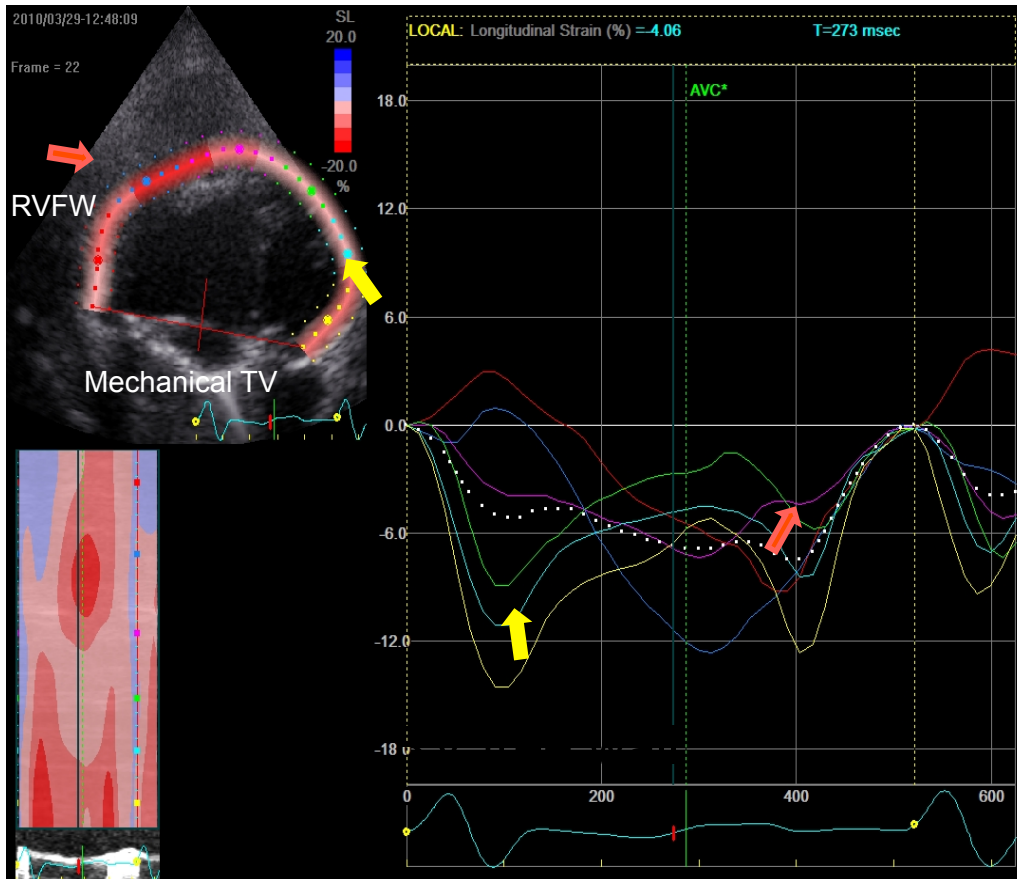 2010/03/29-12:48:09
SL
20.0
Frame = 22
-20.0
%
RVFW
Mechanical TV
LOCAL: Longitudinal Strain (%) =-4.06 T=273 msec
AVC*
18.0
12.0
6.0
0.0
-6.0
-12.0
-18.0
0 200 400 600